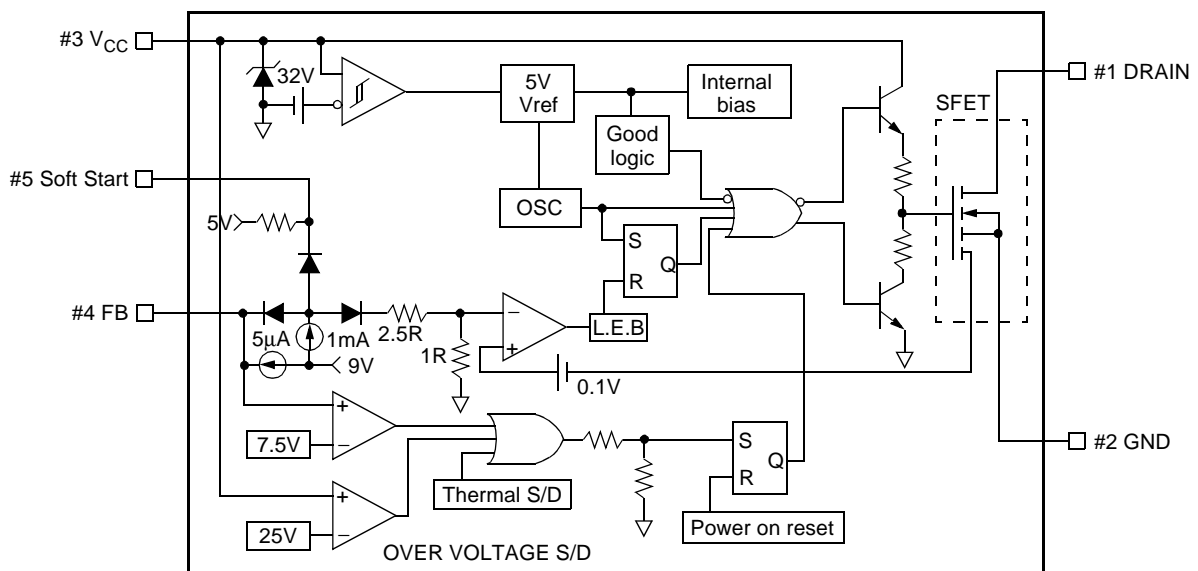 #3 VCC
#1 DRAIN
32V
5V
Vref
Internal
bias
SFET
Good
logic
#5 Soft Start
OSC
5V
S
Q
R
#4 FB
2.5R
−
5μA
1mA
L.E.B
+
1R
9V
0.1V
+
7.5V
−
S
Q
R
#2 GND
Thermal S/D
+
25V
−
Power on reset
OVER VOLTAGE S/D